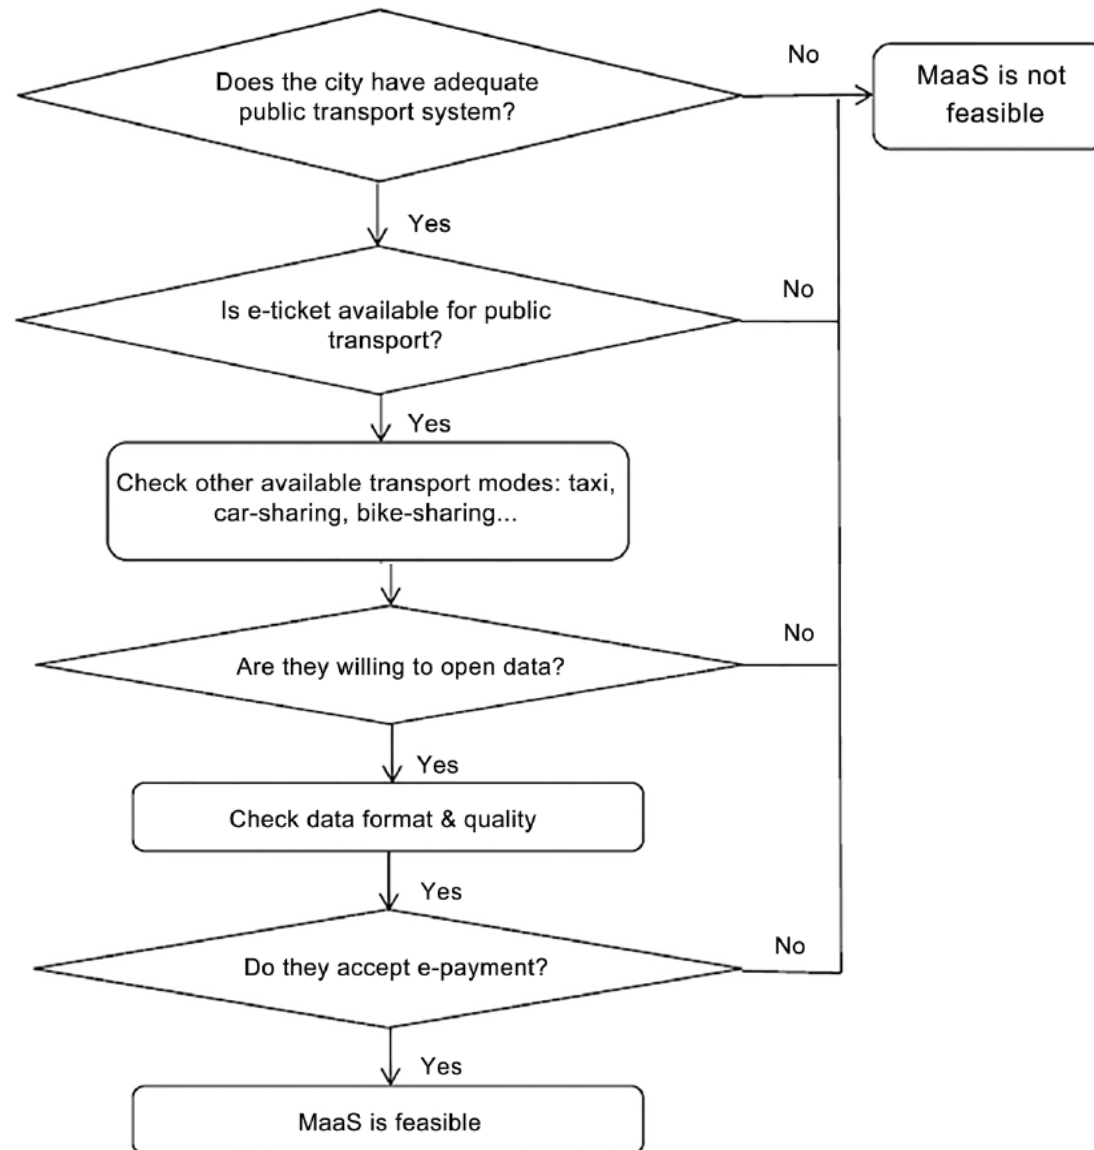 Does the city have adequate
public transport system?
No
MaaS is not
feasible
Yes
Is e-ticket available for public
transport?
No
Yes
Check other available transport modes: taxi,
car-sharing, bike-sharing...
Are they willing to open data?
No
Yes
Check data format & quality
Yes
Do they accept e-payment?
No
Yes
MaaS is feasible